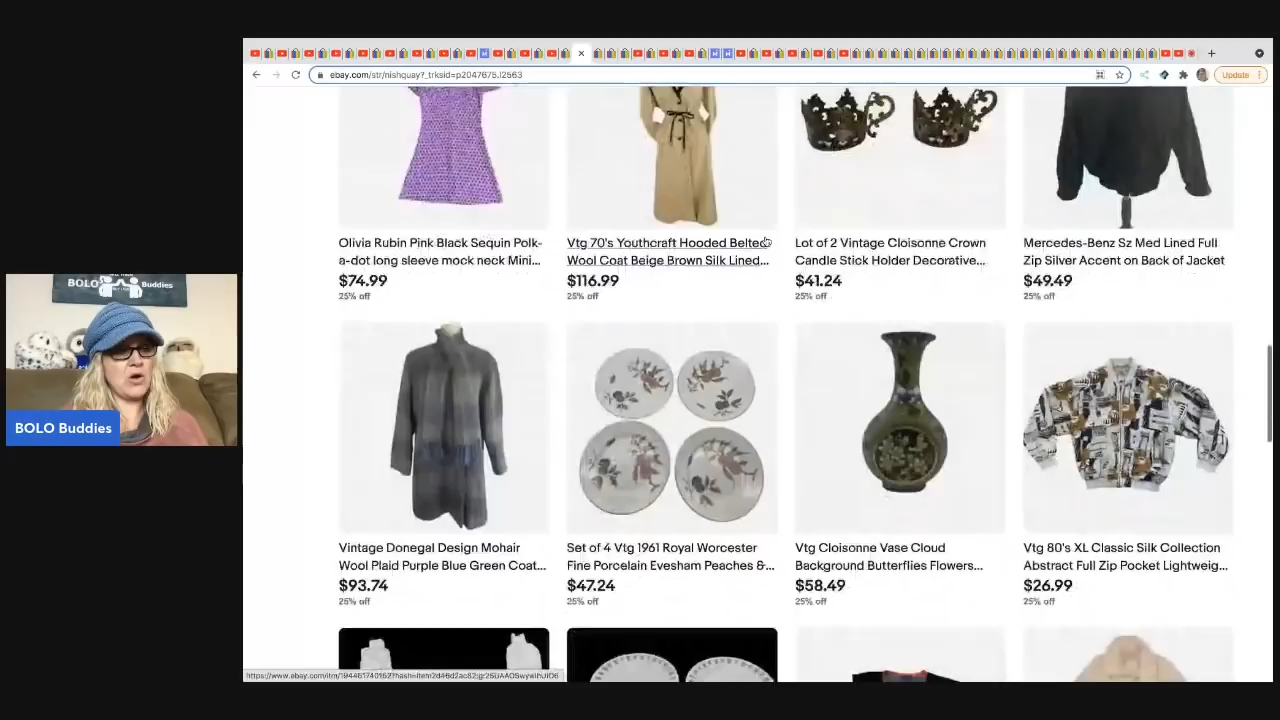 ebay.com/str/nishquay?_trksid=p2047675.l2563
Update
Olivia Rubin Pink Black Sequin Polk-
a-dot long sleeve mock neck Mini...
$74.99
25% off
Vtg 70's Youthcraft Hooded Belted
Wool Coat Beige Brown Silk Lined...
$116.99
25% off
Lot of 2 Vintage Cloisonne Crown
Candle Stick Holder Decorative...
$41.24
25% off
Mercedes-Benz Sz Med Lined Full
Zip Silver Accent on Back of Jacket
$49.49
25% off
BOLO Buddies
BOLO Buddies
Vintage Donegal Design Mohair
Wool Plaid Purple Blue Green Coat...
$93.74
25% off
Set of 4 Vtg 1961 Royal Worcester
Fine Porcelain Evesham Peaches &...
$47.24
25% off
Vtg Cloisonne Vase Cloud
Background Butterflies Flowers...
$58.49
25% off
Vtg 80's XL Classic Silk Collection
Abstract Full Zip Pocket Lightweig...
$26.99
25% off